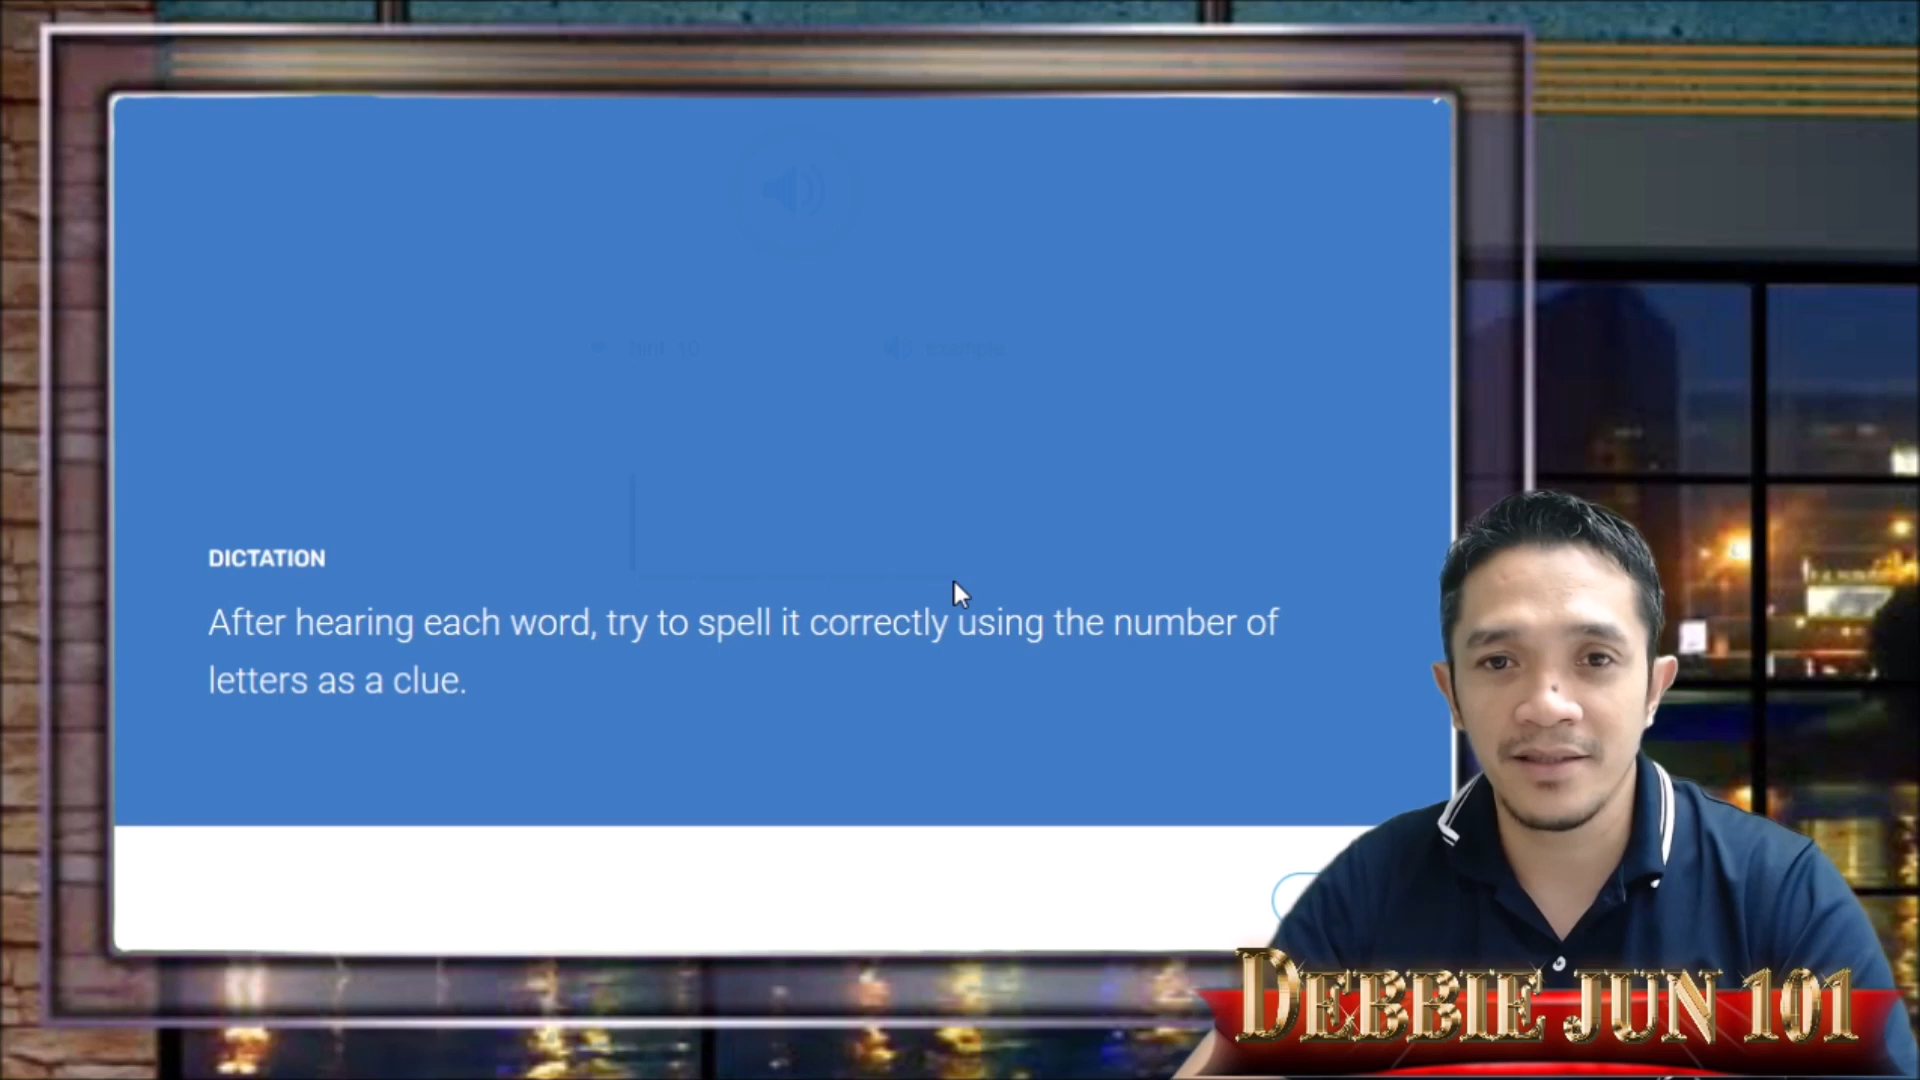 DICTATION
After hearing each word, try to spell it correctly using the number of
letters as a clue.
DEBBIE JUN 101